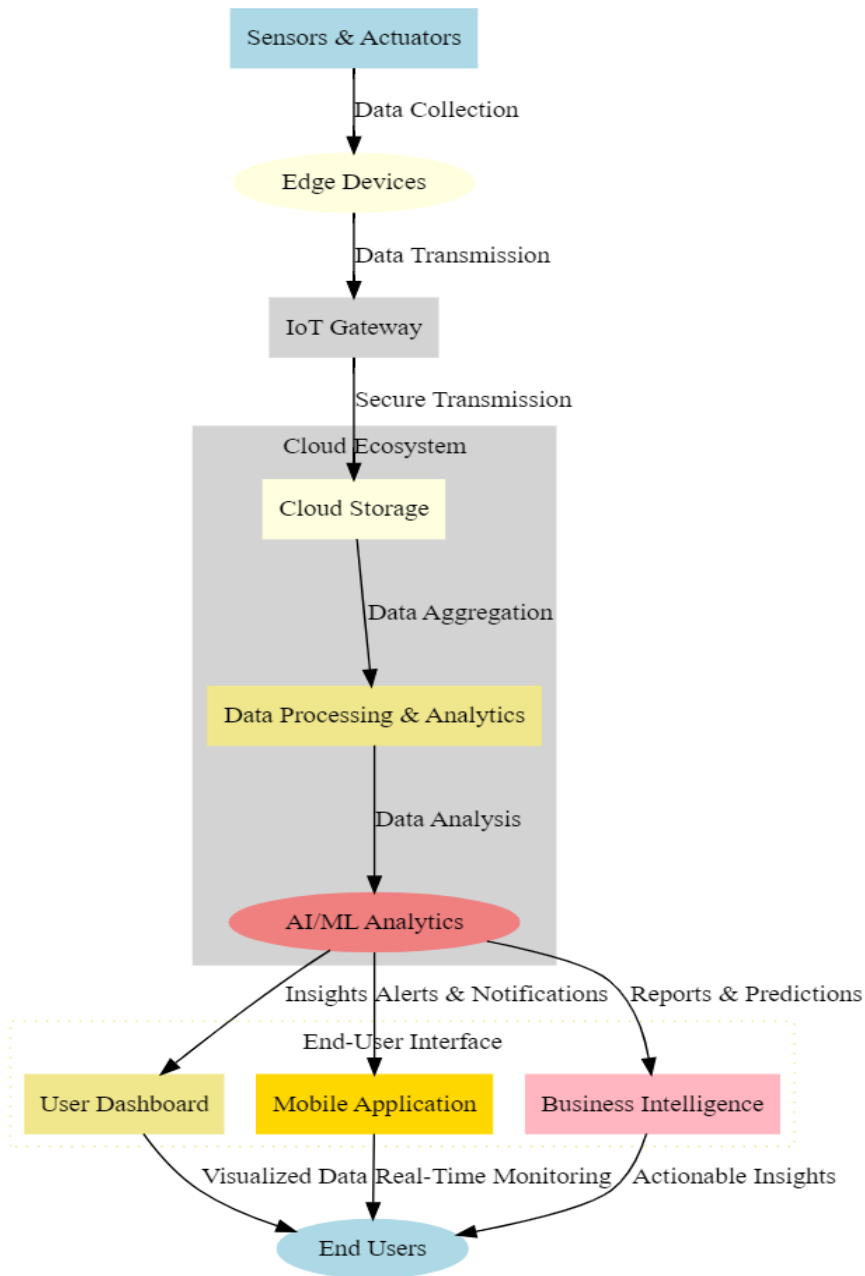 Sensors & Actuators
Data Collection
Edge Devices
Data Transmission
IoT Gateway
Secure Transmission
Cloud Ecosystem
Cloud Storage
Data Aggregation
Data Processing & Analytics
Data Analysis
AI/ML Analytics
Insights
Alerts & Notifications
Reports & Predictions
End-User Interface
User Dashboard
Mobile Application
Business Intelligence
Visualized Data
Real-Time Monitoring
Actionable Insights
End Users